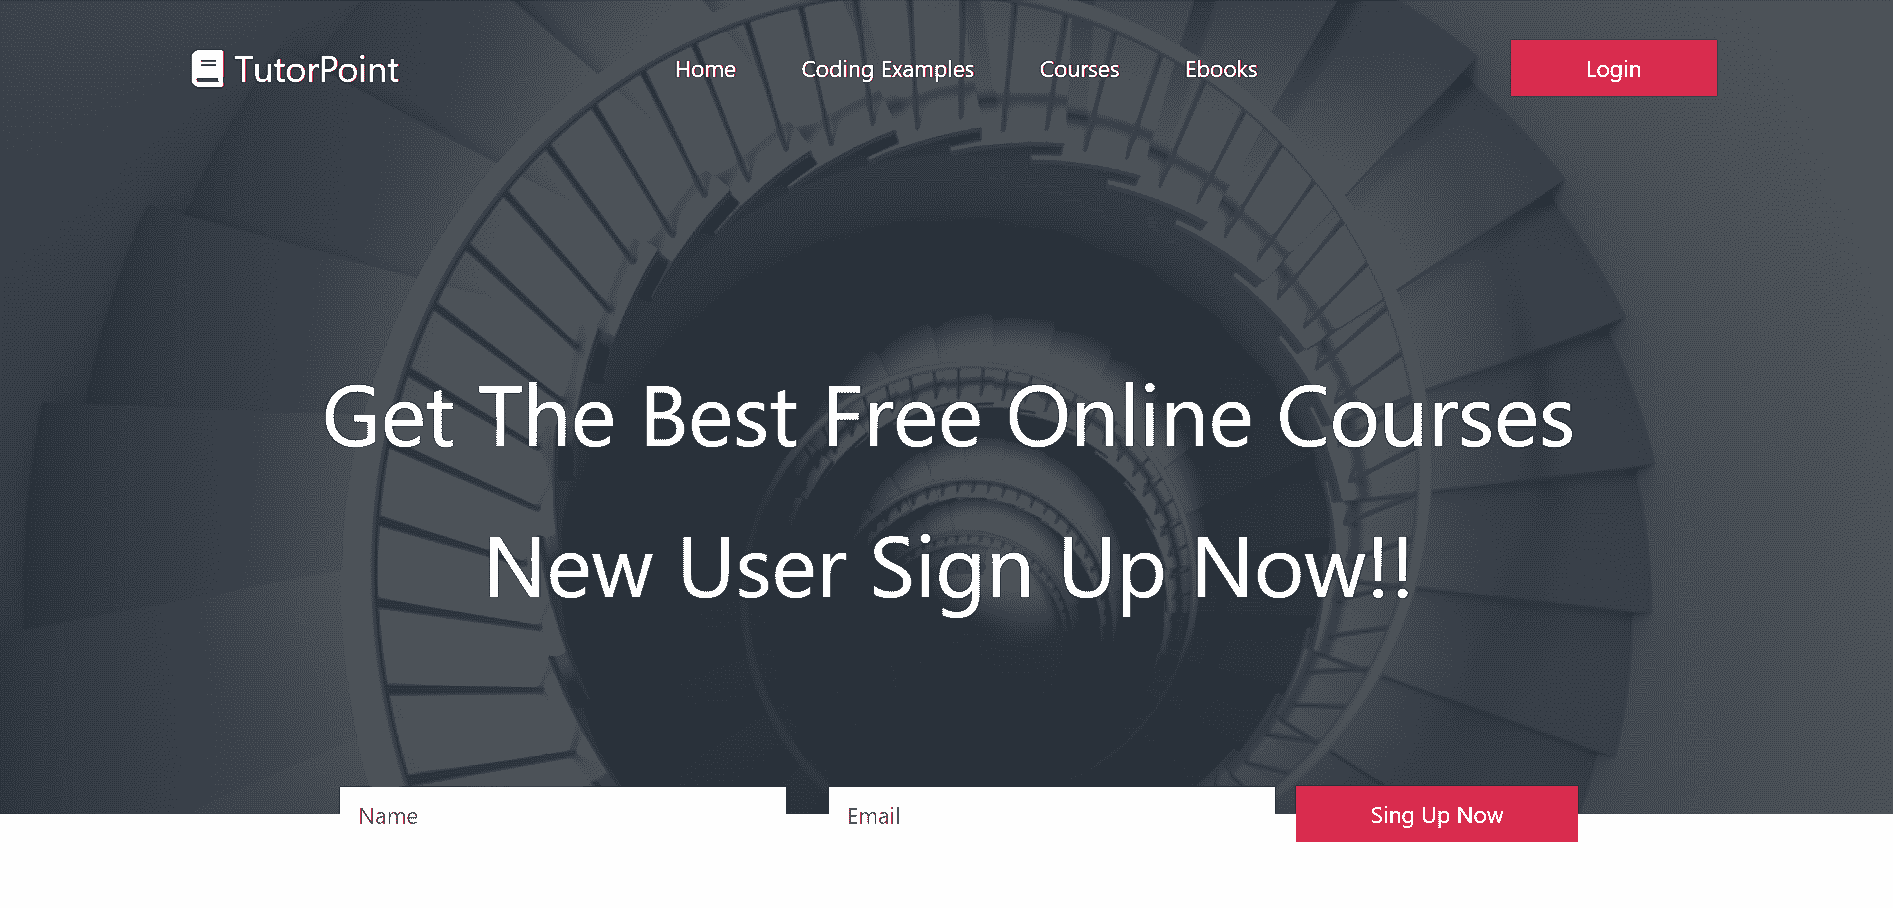 TutorPoint
Home Coding Examples Courses Ebooks
Login
Get The Best Free Online Courses
New User Sign Up Now!!
Name
Email
Sing Up Now